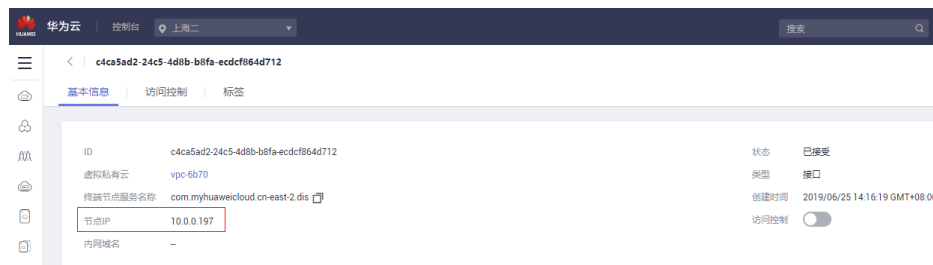 HUAWEI 华为云 控制台 上海二 搜索
c4ca5ad2-24c5-4d8b-b8fa-ecdcf864d712
基本信息 访问控制 标签
ID c4ca5ad2-24c5-4d8b-b8fa-ecdcf864d712 状态 已接受
虚拟私有云 vpc-6b70 类型 接口
终端节点服务名称 com.myhuaweicloud.cn-east-2.dis 创建时间 2019/06/25 14:16:19 GMT+08:0
节点IP 10.0.0.197 访问控制
内网域名 --